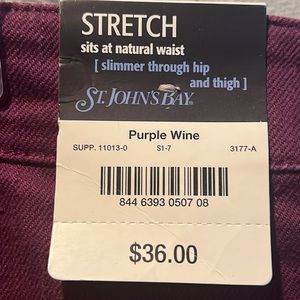 STRETCH
sits at natural waist
[ slimmer through hip
and thigh ]
ST. JOHN'S BAY
Purple Wine
SUPP. 11013-0 S1-7 3177-A
844 6393 0507 08
$36.00